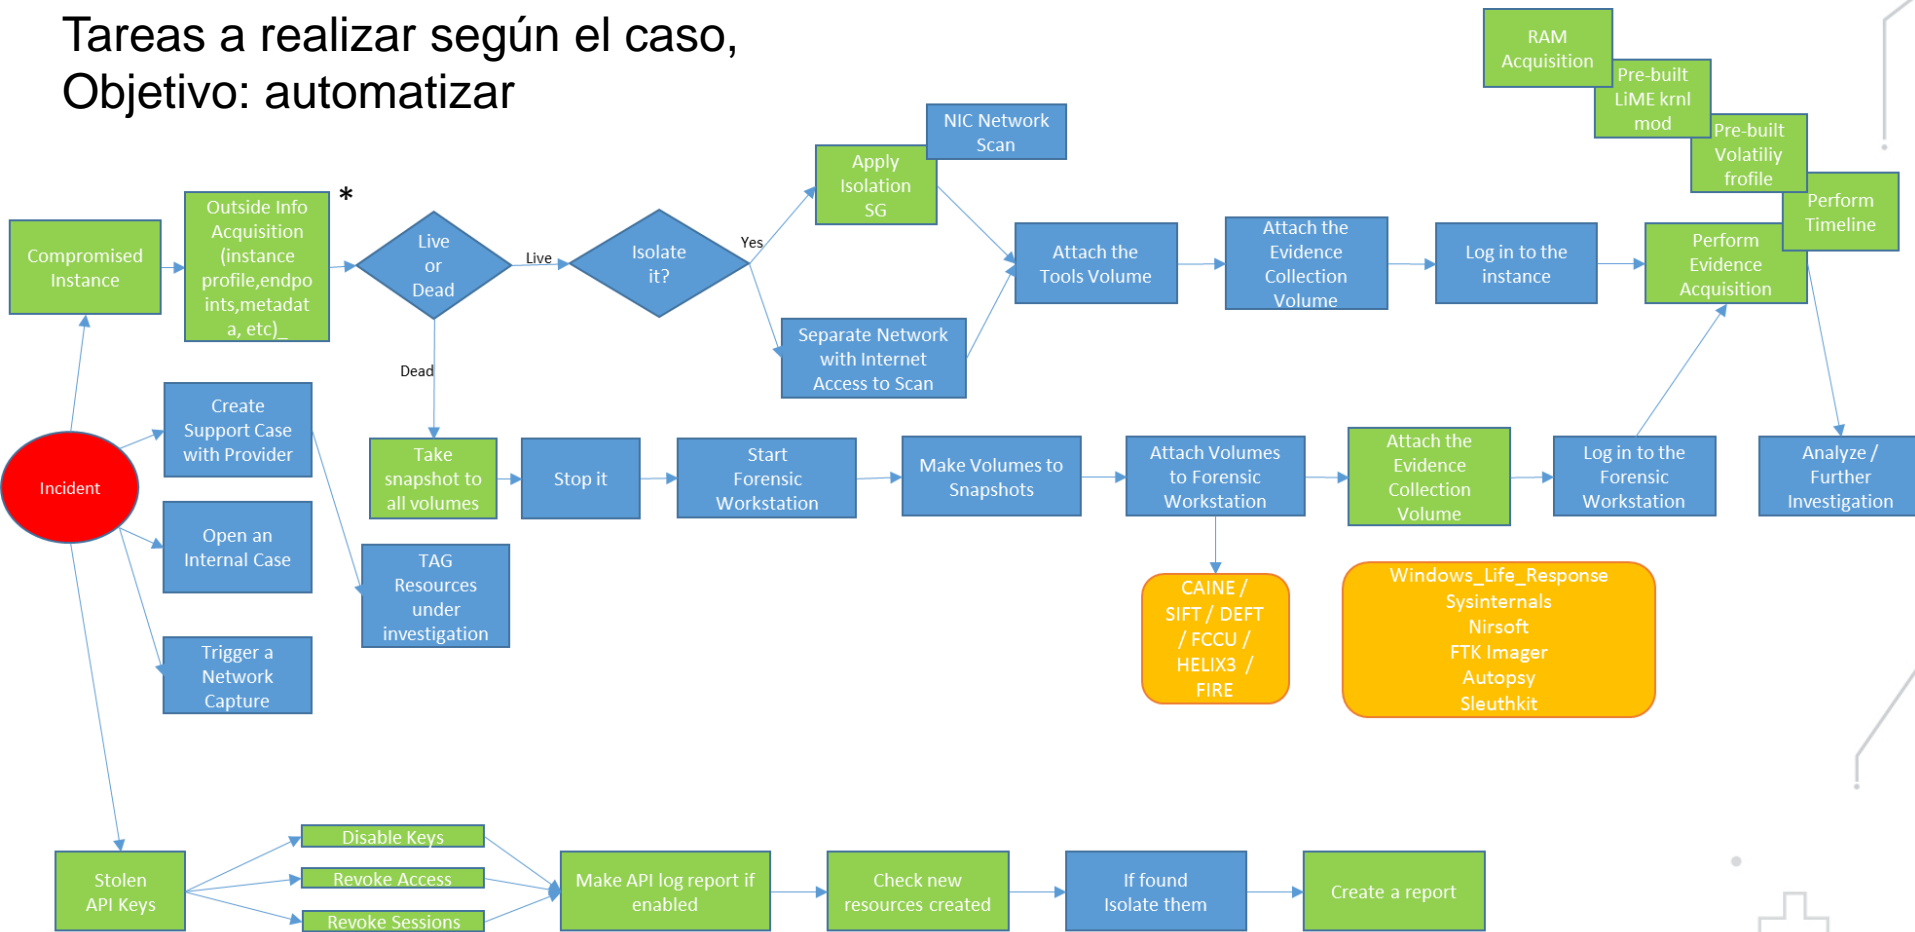 Tareas a realizar según el caso,
Objetivo: automatizar
RAM
Acquisition
Pre-built
LiME krnl
mod
Pre-built
Volatiliy
frofile
Perform
Timeline
NIC Network
Scan
Apply
Isolation
SG
*
Outside Info
Acquisition
(instance
profile,endpo
ints,metadat
a, etc)_
Compromised
Instance
Live
or
Dead
Live
Isolate
it?
Yes
Attach the
Tools Volume
Attach the
Evidence
Collection
Volume
Log in to the
instance
Perform
Evidence
Acquisition
Separate Network
with Internet
Access to Scan
Dead
Create
Support Case
with Provider
Incident
Take
snapshot to
all volumes
Stop it
Start
Forensic
Workstation
Make Volumes to
Snapshots
Attach Volumes
to Forensic
Workstation
Attach the
Evidence
Collection
Volume
Log in to the
Forensic
Workstation
Analyze /
Further
Investigation
Open an
Internal Case
TAG
Resources
under
investigation
Trigger a
Network
Capture
CAINE /
SIFT / DEFT
/ FCCU /
HELIX3 /
FIRE
Windows_Life_Response
Sysinternals
Nirsoft
FTK Imager
Autopsy
Sleuthkit
Stolen
API Keys
Disable Keys
Revoke Access
Revoke Sessions
Make API log report if
enabled
Check new
resources created
If found
Isolate them
Create a report